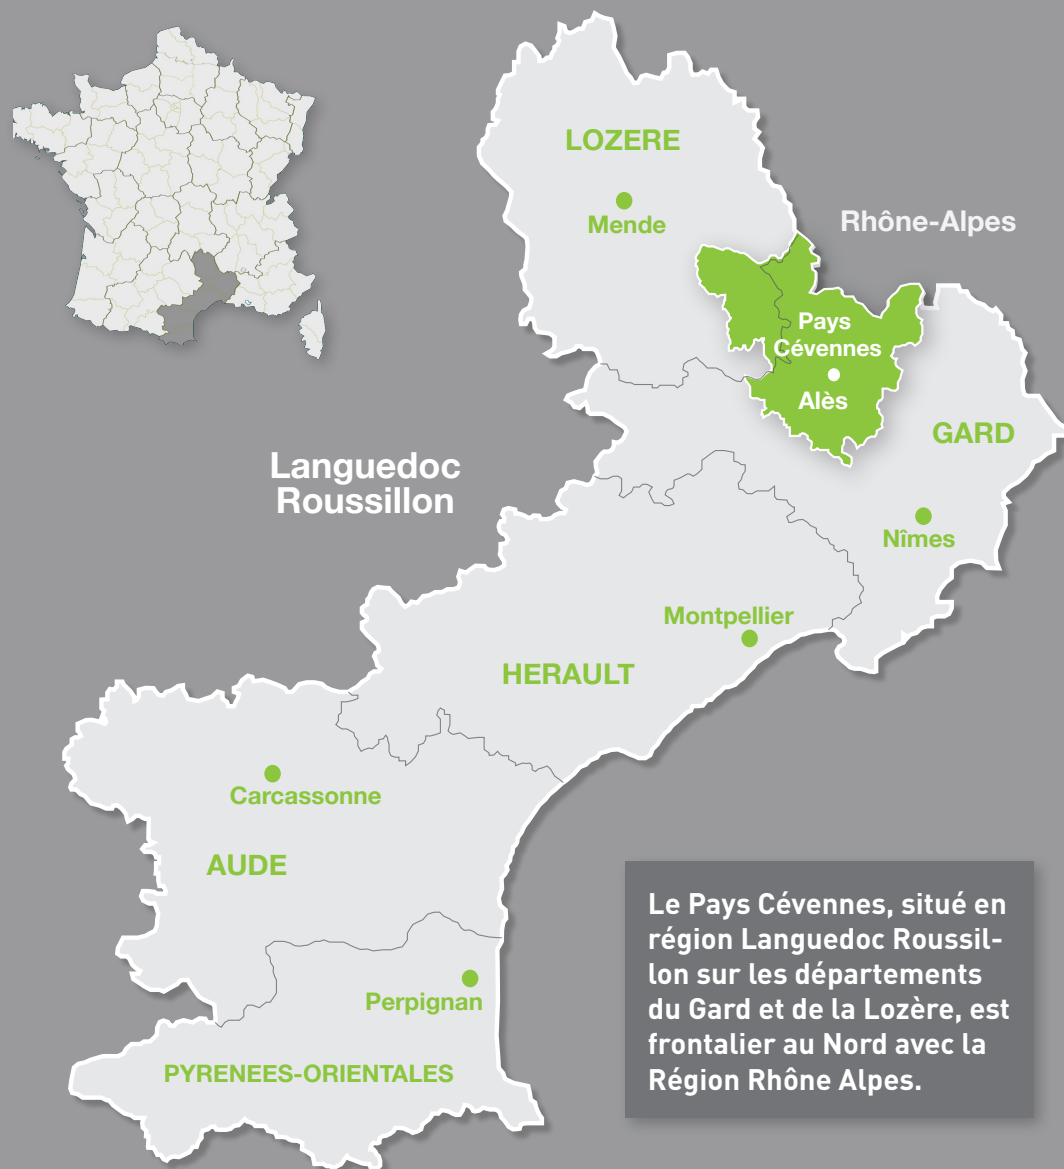 LOZERE
Mende
Rhône-Alpes
Pays
Cévennes
Alès
GARD
Languedoc
Roussillon
Nîmes
Montpellier
HERAULT
Carcassonne
AUDE
Le Pays Cévennes, situé en
région Languedoc Roussil-
lon sur les départements
du Gard et de la Lozère, est
frontalier au Nord avec la
Région Rhône Alpes.
Perpignan
PYRENEES-ORIENTALES